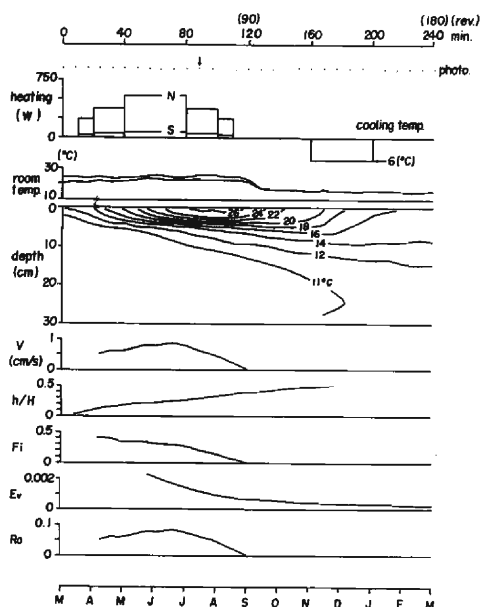 (90) (180) (rev.)
0 40 80 120 160 200 240 min.
photo.
750
heating
(W)
0
N
S
cooling temp.
6(°C)
30 (°C)
room
temp.
10
0
10
depth
(cm)
20
30
26 24 22
20
18
16
14
12
11°C
1
V
(cm/s)
0
0.5
h/H
0
0.5
Fi
0
0.002
Ev
0
0.1
Ro
0
M A M J J A S O N D J F M